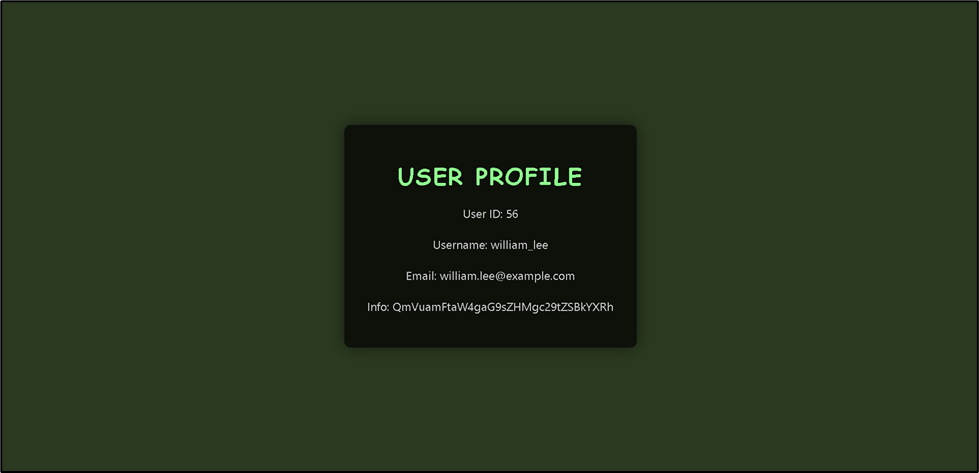 USER PROFILE
User ID: 56
Username: william_lee
Email: william.lee@example.com
Info: QmVuamFtaW4gaG9sZHMgc29tZSBkYXRh